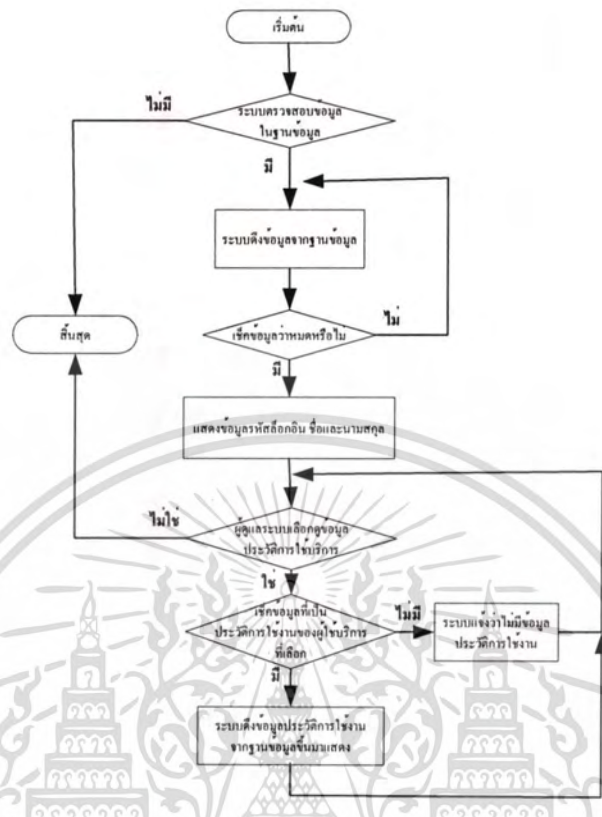 เริ่มต้น
ไม่มี
ระบบตรวจสอบข้อมูล
ในฐานข้อมูล
มี
ระบบดึงข้อมูลจากฐานข้อมูล
สิ้นสุด
เช็คข้อมูลว่าหมดหรือไม่
ไม่
มี
แสดงข้อมูลรหัสล็อกอิน ชื่อและนามสกุล
ไม่ใช่
ผู้ดูแลระบบเลือกดูข้อมูล
ประวัติการใช้บริการ
ใช่
เช็คข้อมูลที่เป็น
ประวัติการใช้งานของผู้ใช้บริการ
ที่เลือก
ไม่มี
ระบบแจ้งว่าไม่มีข้อมูล
ประวัติการใช้งาน
มี
ระบบดึงข้อมูลประวัติการใช้งาน
จากฐานข้อมูลขึ้นมาแสดง